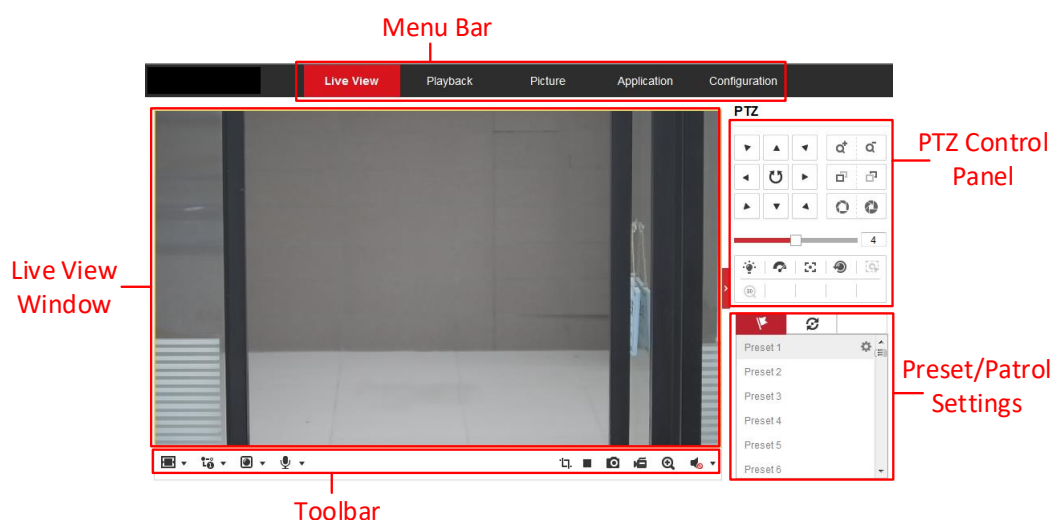 Menu Bar
Live View
Playback
Picture
Application
Configuration
PTZ
PTZ Control
Panel
4
3D
Live View
Window
Preset 1
Preset 2
Preset 3
Preset 4
Preset 5
Preset 6
Preset/Patrol
Settings
Toolbar